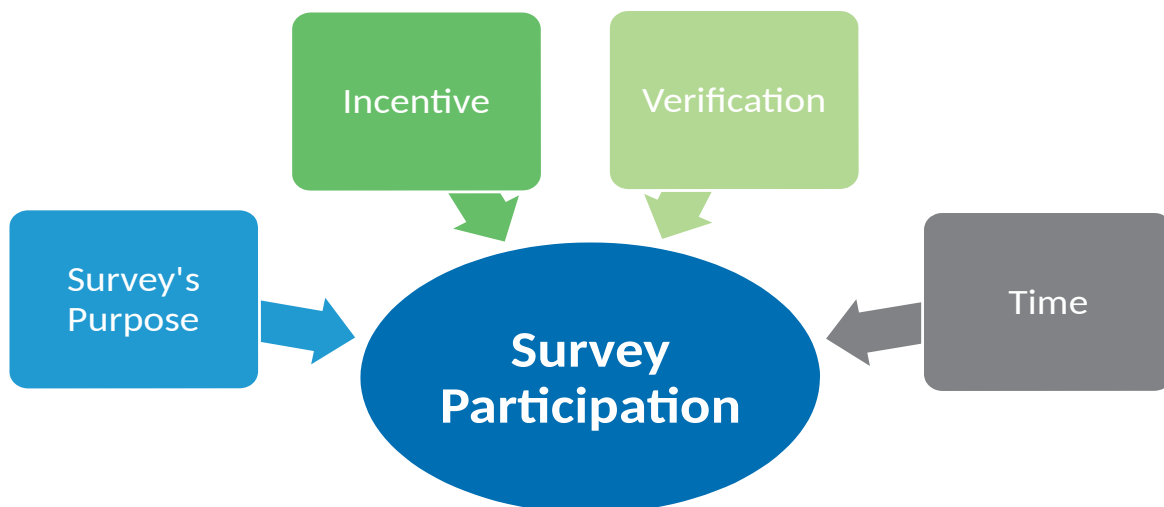 Incentive
Verification
Survey's
Purpose
Time
Survey
Participation